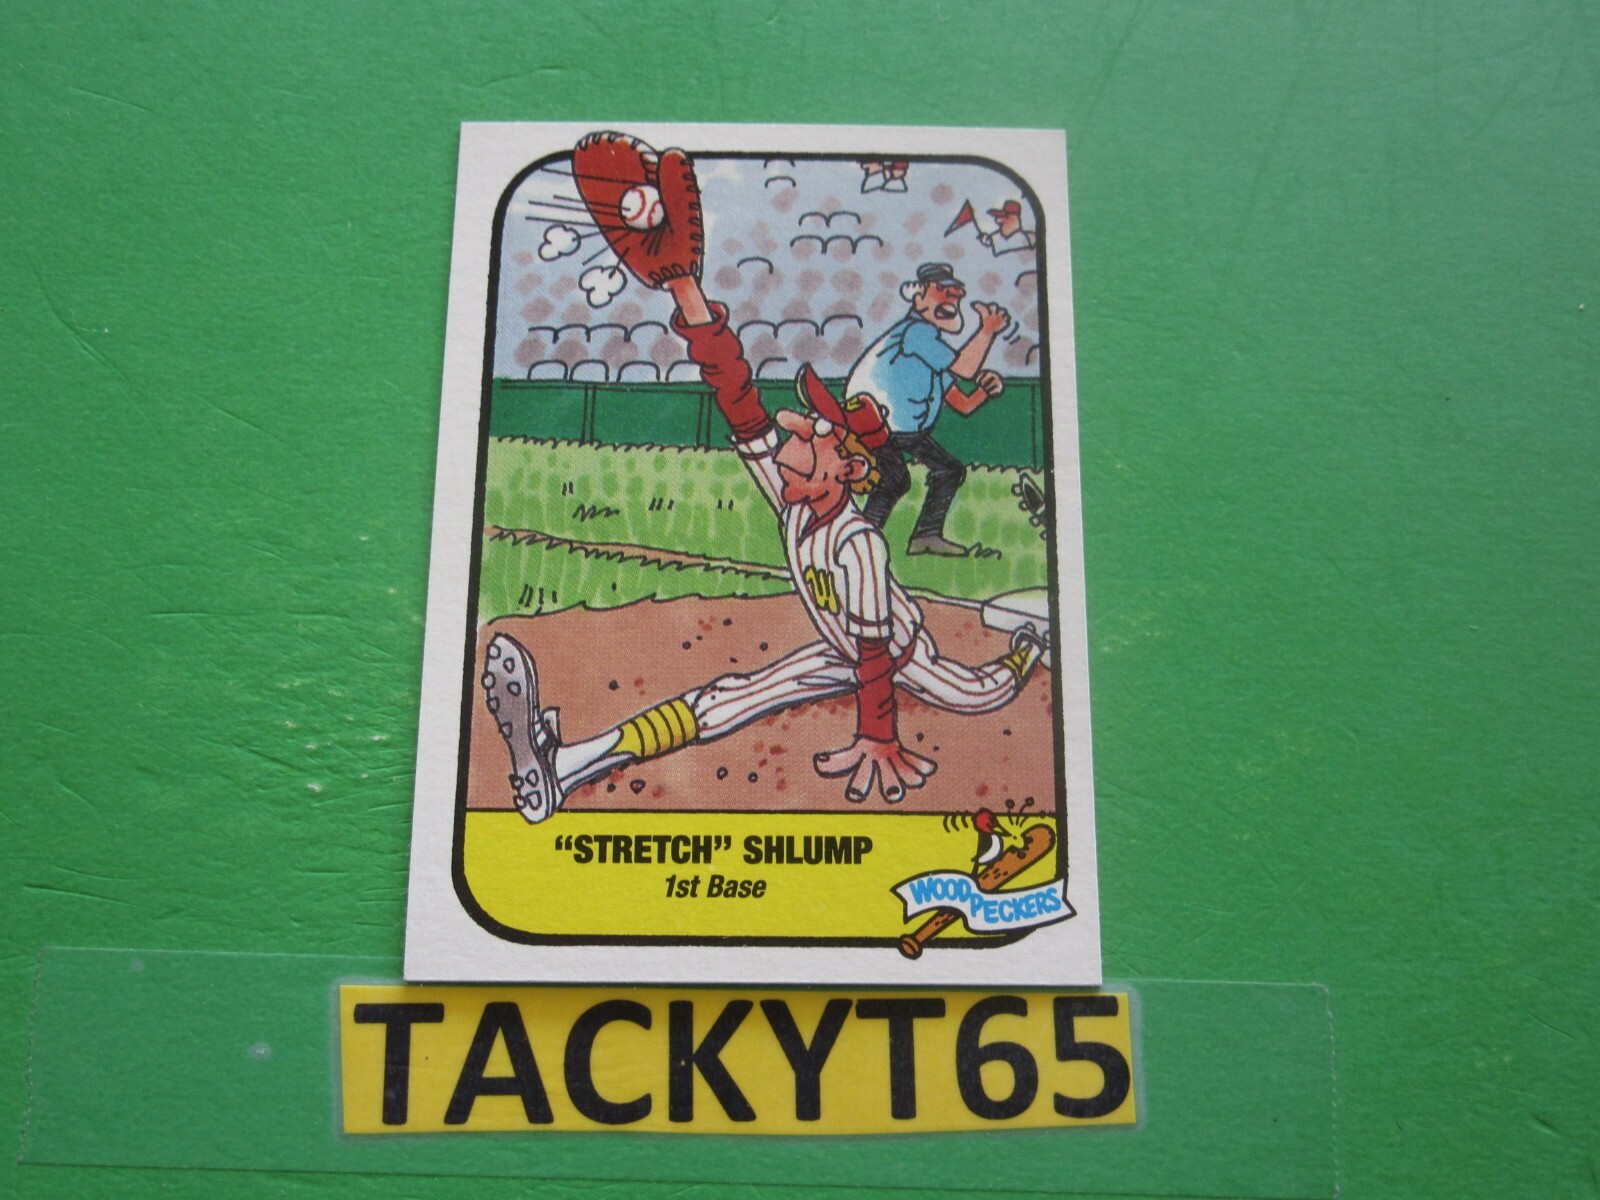 W
W
“STRETCH” SHLUMP
1st Base
WOODPECKERS
TACKYT65